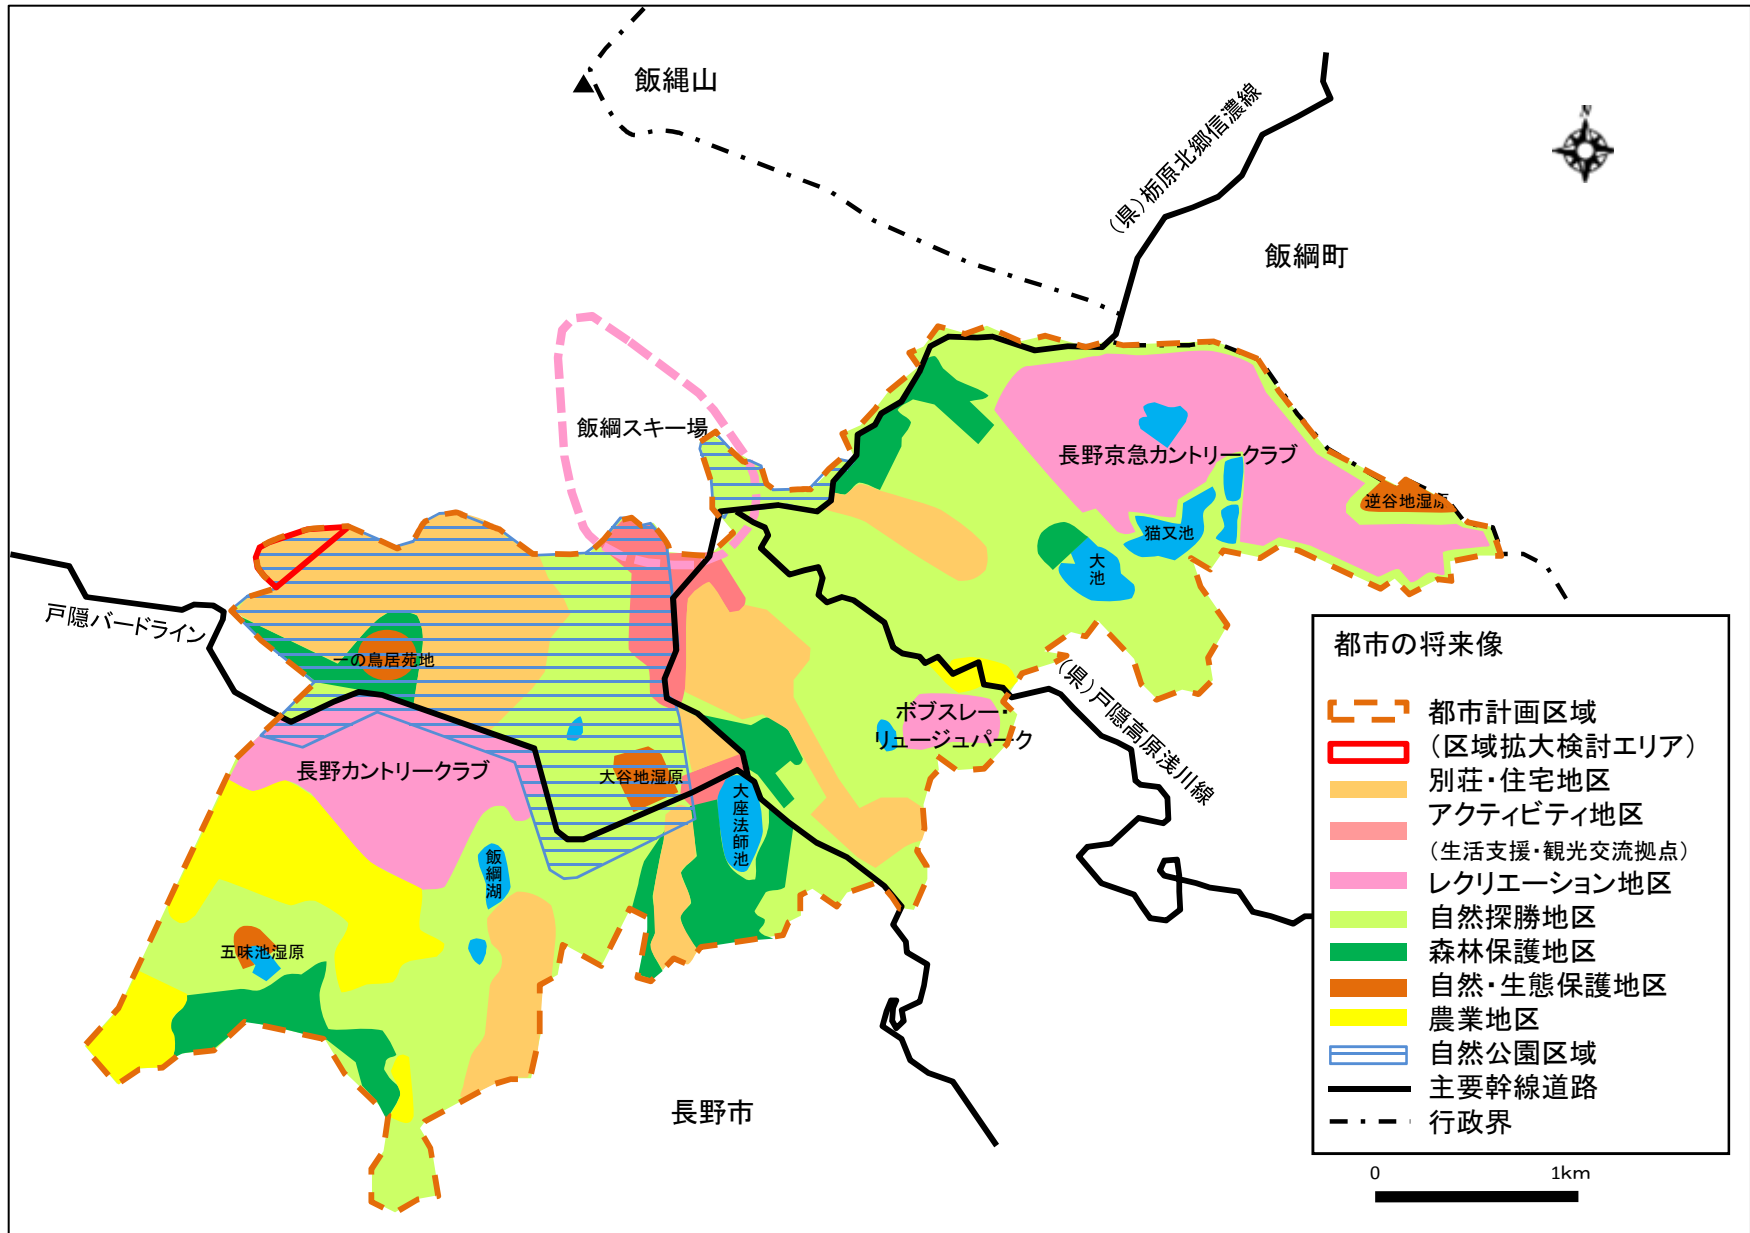 飯縄山
N
(県)栃原北郷信濃線
飯綱町
飯綱スキー場
長野京急カントリークラブ
逆谷地湿原
猫又池
大池
戸隠バードライン
一の鳥居苑地
(県)戸隠高原浅川線
ボブスレー・
リュージュパーク
長野カントリークラブ
大谷地湿原
大座法師池
飯綱湖
五味池湿原
長野市
都市の将来像
都市計画区域
(区域拡大検討エリア)
別荘・住宅地区
アクティビティ地区
(生活支援・観光交流拠点)
レクリエーション地区
自然探勝地区
森林保護地区
自然・生態保護地区
農業地区
自然公園区域
主要幹線道路
行政界
0 1km